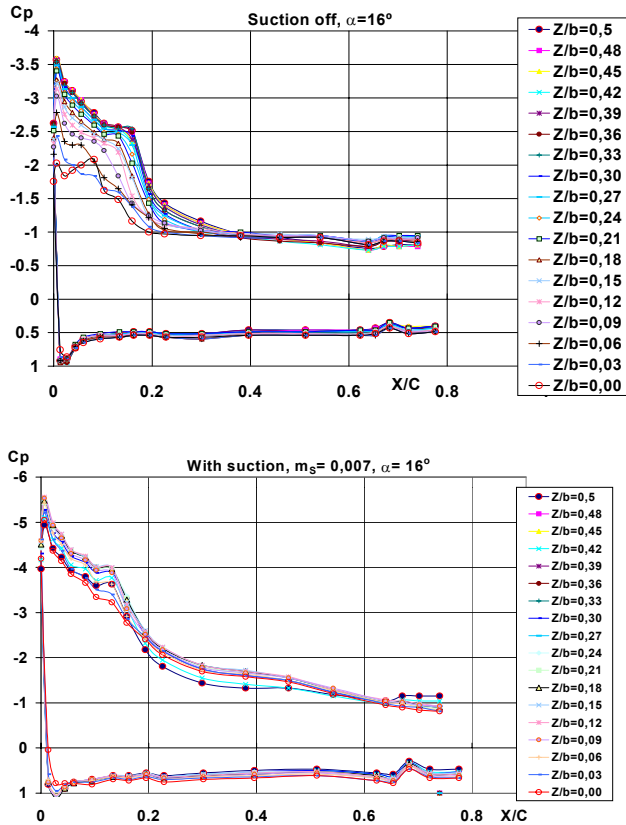 Cp
Suction off, α=16º
-4
-3.5
-3
-2.5
-2
-1.5
-1
-0.5
0
0.5
1
0
0.2
0.4
0.6
0.8
X/C
Z/b=0,5
Z/b=0,48
Z/b=0,45
Z/b=0,42
Z/b=0,39
Z/b=0,36
Z/b=0,33
Z/b=0,30
Z/b=0,27
Z/b=0,24
Z/b=0,21
Z/b=0,18
Z/b=0,15
Z/b=0,12
Z/b=0,09
Z/b=0,06
Z/b=0,03
Z/b=0,00
Cp
With suction, mS= 0,007, α= 16º
-6
-5
-4
-3
-2
-1
0
1
0
0.2
0.4
0.6
0.8
X/C
Z/b=0,5
Z/b=0,48
Z/b=0,45
Z/b=0,42
Z/b=0,39
Z/b=0,36
Z/b=0,33
Z/b=0,30
Z/b=0,27
Z/b=0,24
Z/b=0,21
Z/b=0,18
Z/b=0,15
Z/b=0,12
Z/b=0,09
Z/b=0,06
Z/b=0,03
Z/b=0,00